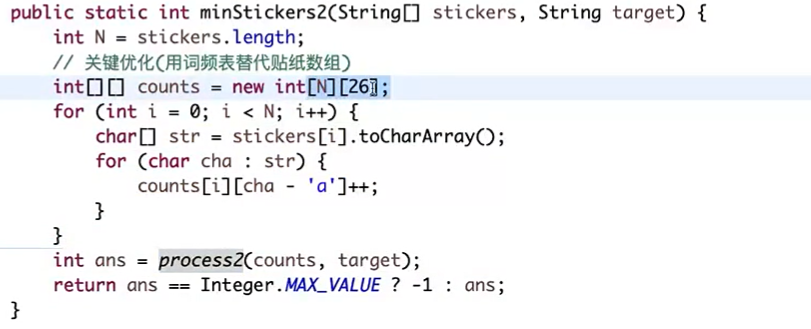 public static int minStickers2(String[] stickers, String target) {
int N = stickers.length;
// 关键优化(用词频表替代贴纸数组)
int[][] counts = new int[N][26];
for (int i = 0; i < N; i++) {
char[] str = stickers[i].toCharArray();
for (char cha : str) {
counts[i][cha - 'a']++;
}
}
int ans = process2(counts, target);
return ans == Integer.MAX_VALUE ? -1 : ans;
}